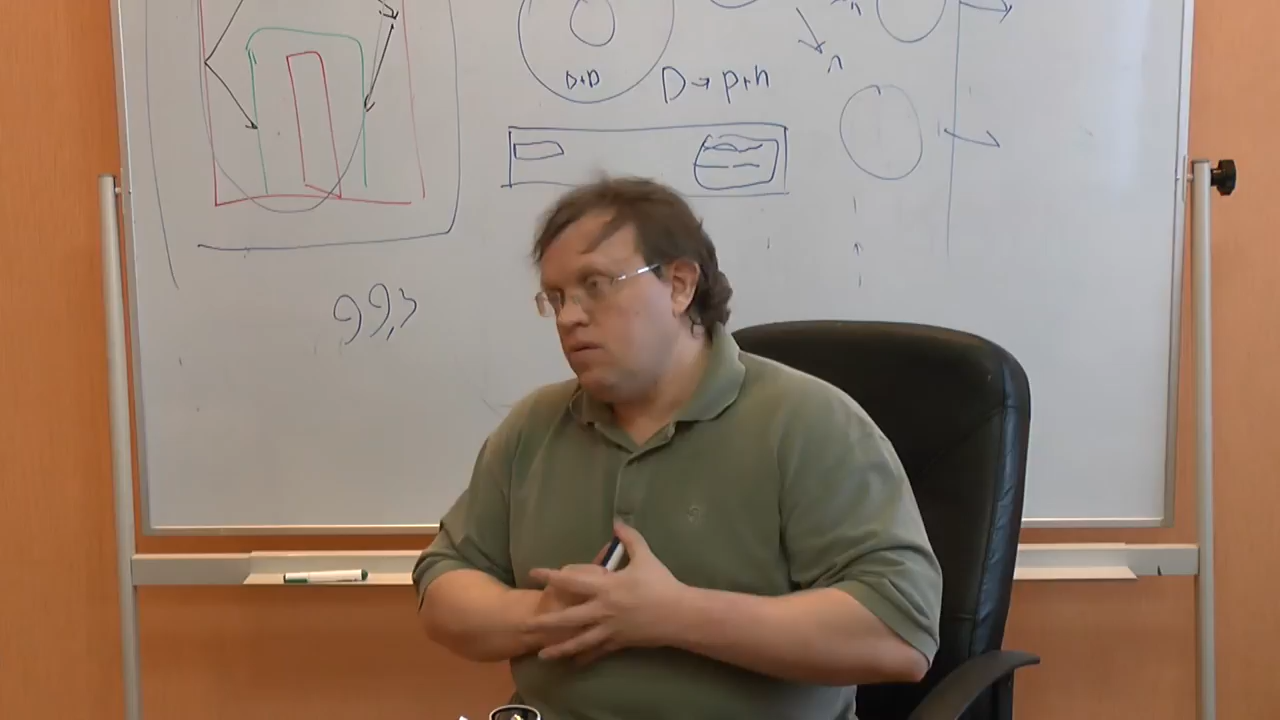 n
D+D
D → p+n
n
99,3